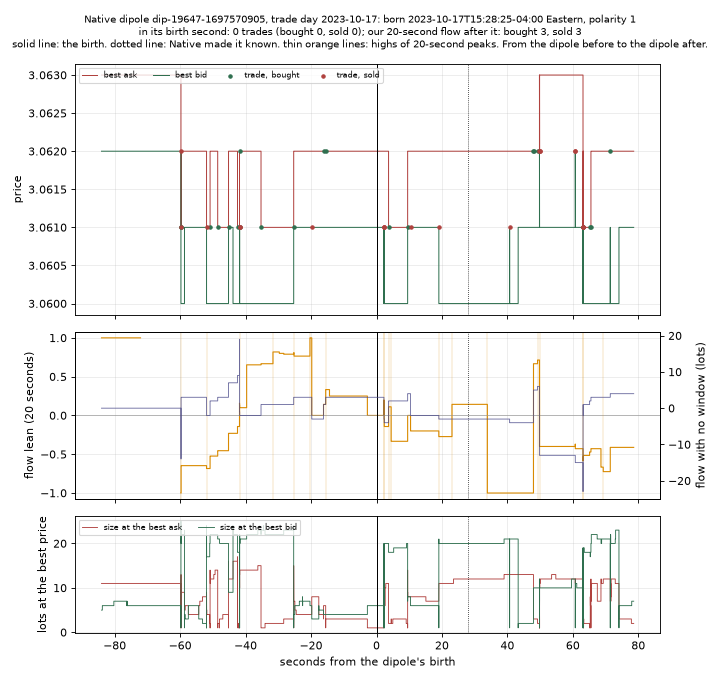 Native dipole dip-19647-1697570905, trade day 2023-10-17: born 2023-10-17T15:28:25-04:00 Eastern, polarity 1
in its birth second: 0 trades (bought 0, sold 0); our 20-second flow after it: bought 3, sold 3
solid line: the birth. dotted line: Native made it known. thin orange lines: highs of 20-second peaks. From the dipole before to the dipole after.
best ask best bid trade, bought trade, sold
3.0630
3.0625
3.0620
3.0615
3.0610
3.0605
3.0600
price
1.0
0.5
0.0
−0.5
−1.0
flow lean (20 seconds)
20
10
0
−10
−20
flow with no window (lots)
size at the best ask size at the best bid
20
10
0
lots at the best price
−80 −60 −40 −20 0 20 40 60 80
seconds from the dipole's birth